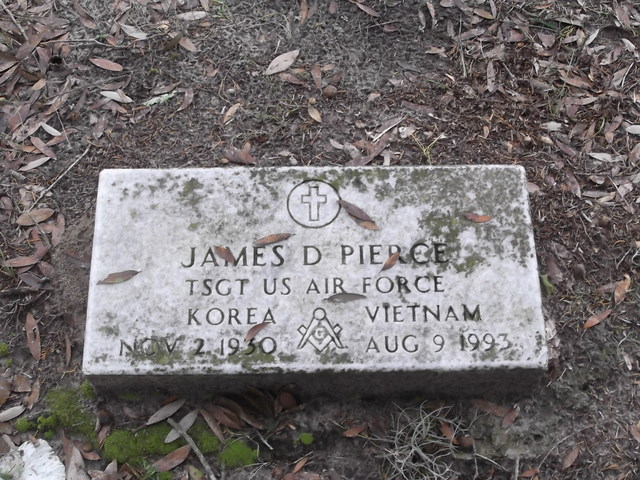 JAMES D PIERCE
TSGT US AIR FORCE
KOREA VIETNAM
NOV 2 1930 AUG 9 1993